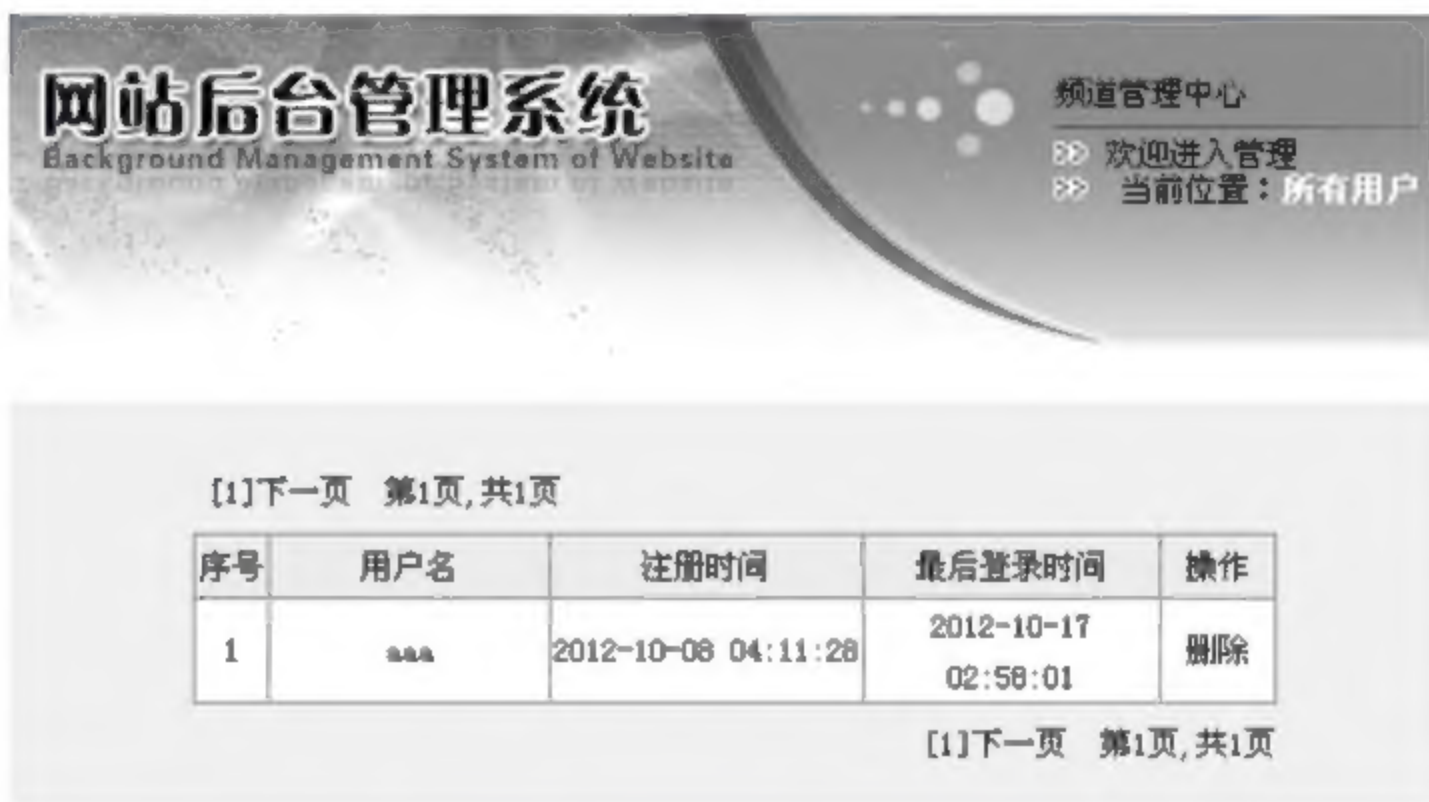 网站后台管理系统
Background Management System of Website
频道管理中心
欢迎进入管理
当前位置：所有用户
[1]下一页 第1页,共1页
序号 用户名 注册时间 最后登录时间 操作
1 aaa 2012-10-08 04:11:28 2012-10-17 02:58:01 删除
[1]下一页 第1页,共1页